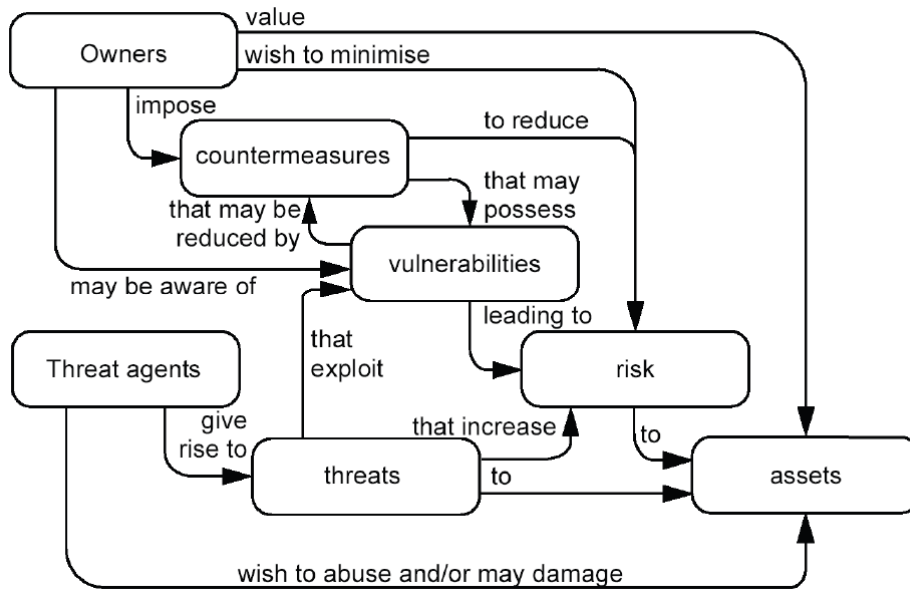 value
Owners
wish to minimise
impose
to reduce
countermeasures
that may
possess
that may be
reduced by
vulnerabilities
may be aware of
leading to
that
exploit
Threat agents
risk
give
rise to
that increase
to
threats
to
assets
wish to abuse and/or may damage